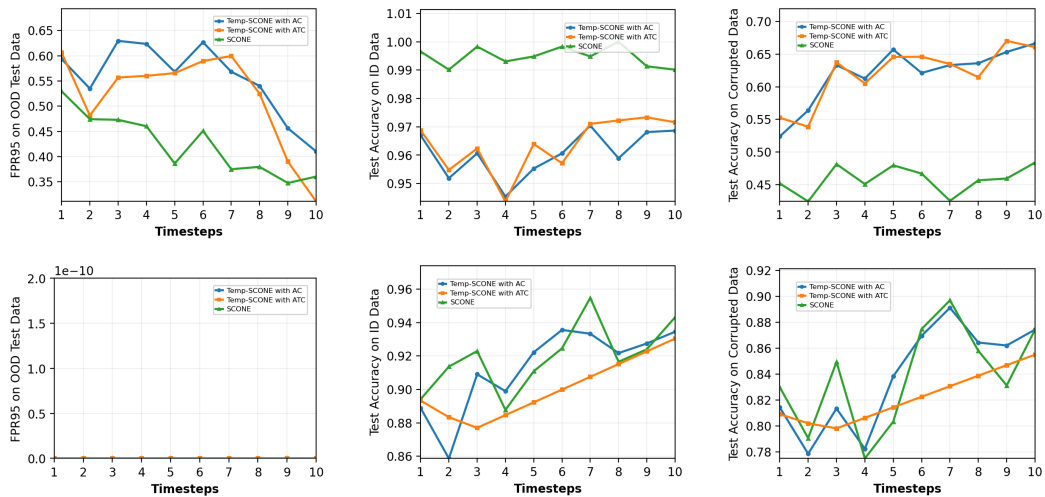 FPR95 on OOD Test Data
0.65
0.60
0.55
0.50
0.45
0.40
0.35
Temp-SCONE with AC
Temp-SCONE with ATC
SCONE
1 2 3 4 5 6 7 8 9 10
Timesteps
Test Accuracy on ID Data
1.01
1.00
0.99
0.98
0.97
0.96
0.95
Temp-SCONE with AC
Temp-SCONE with ATC
SCONE
1 2 3 4 5 6 7 8 9 10
Timesteps
Test Accuracy on Corrupted Data
0.70
0.65
0.60
0.55
0.50
0.45
Temp-SCONE with AC
Temp-SCONE with ATC
SCONE
1 2 3 4 5 6 7 8 9 10
Timesteps
FPR95 on OOD Test Data
1e−10
2.0
1.5
1.0
0.5
0.0
Temp-SCONE with AC
Temp-SCONE with ATC
SCONE
1 2 3 4 5 6 7 8 9 10
Timesteps
Test Accuracy on ID Data
0.96
0.94
0.92
0.90
0.88
0.86
Temp-SCONE with AC
Temp-SCONE with ATC
SCONE
1 2 3 4 5 6 7 8 9 10
Timesteps
Test Accuracy on Corrupted Data
0.92
0.90
0.88
0.86
0.84
0.82
0.80
0.78
Temp-SCONE with AC
Temp-SCONE with ATC
SCONE
1 2 3 4 5 6 7 8 9 10
Timesteps